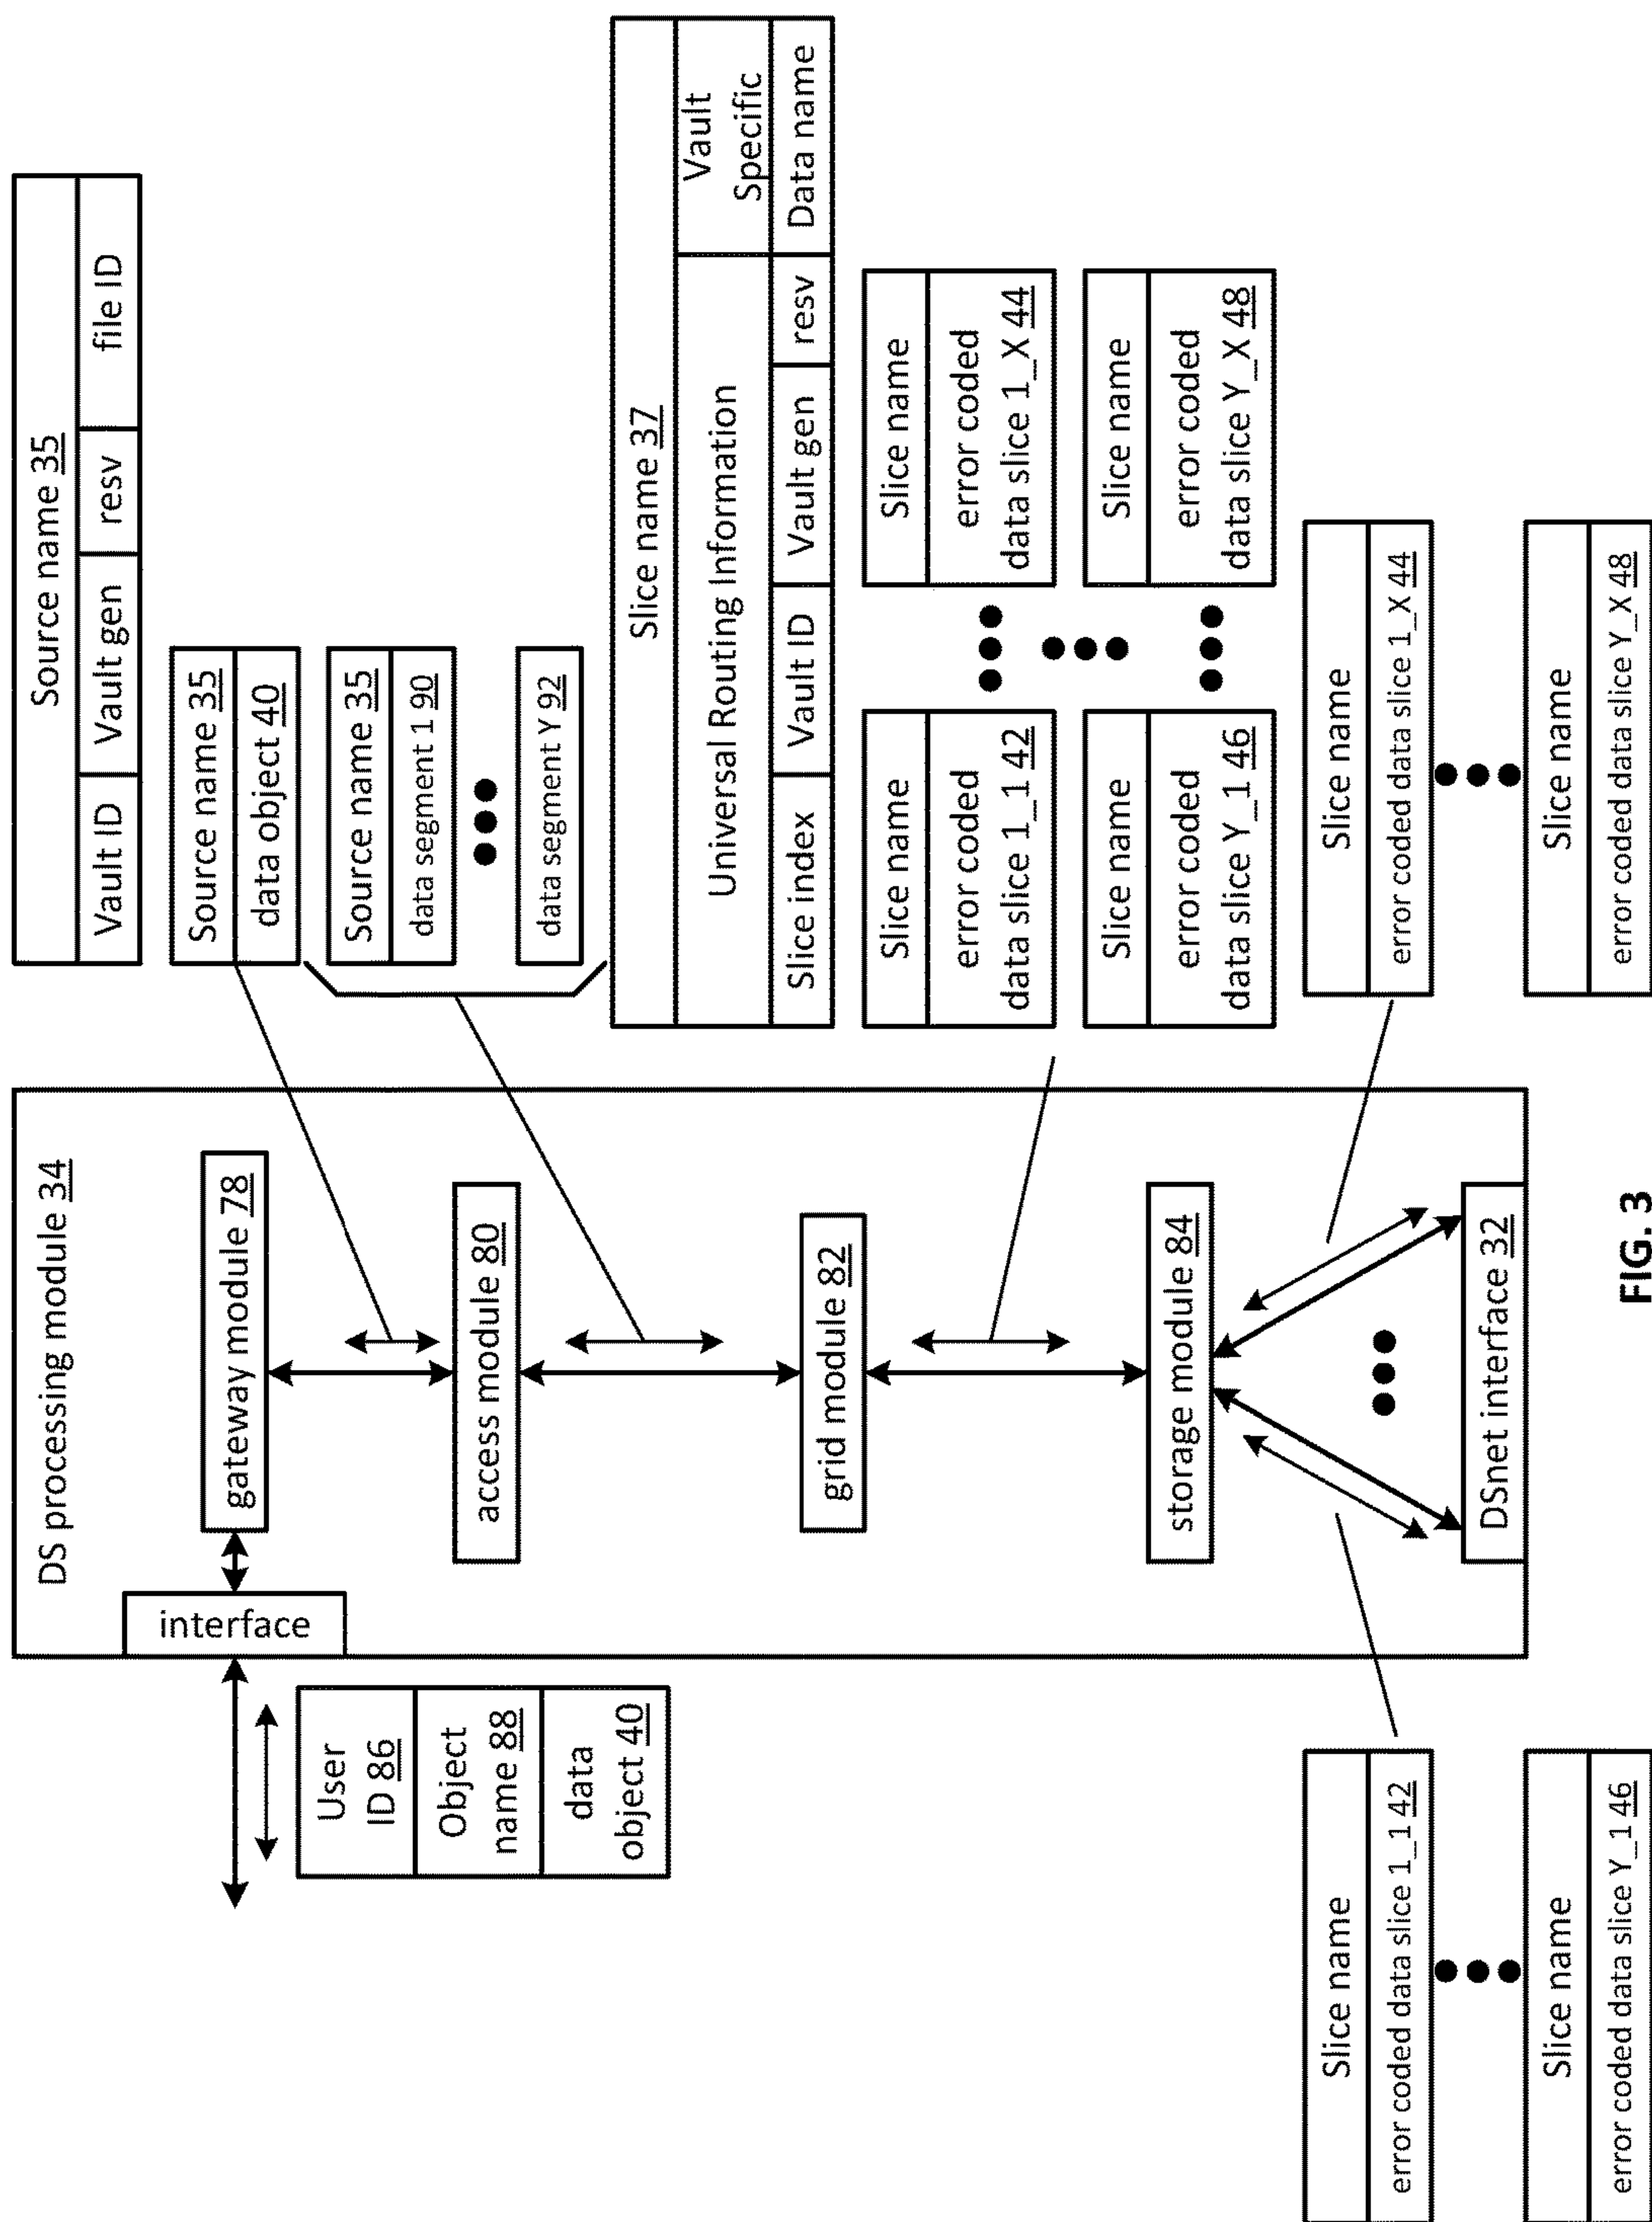 DS processing module 34
interface
gateway module 78
access module 80
grid module 82
storage module 84
DSnet interface 32
User
ID 86
Object
name 88
data
object 40
Source name 35
Vault ID
Vault gen
resv
file ID
Source name 35
data object 40
Source name 35
data segment 1 90
data segment Y 92
Slice name 37
Universal Routing Information
Vault
Specific
Slice index
Vault ID
Vault gen
resv
Data name
Slice name
error coded
data slice 1_1 42
Slice name
error coded
data slice 1_X 44
Slice name
error coded
data slice Y_1 46
Slice name
error coded
data slice Y_X 48
Slice name
error coded data slice 1_1 42
Slice name
error coded data slice Y_1 46
Slice name
error coded data slice 1_X 44
Slice name
error coded data slice Y_X 48
FIG. 3